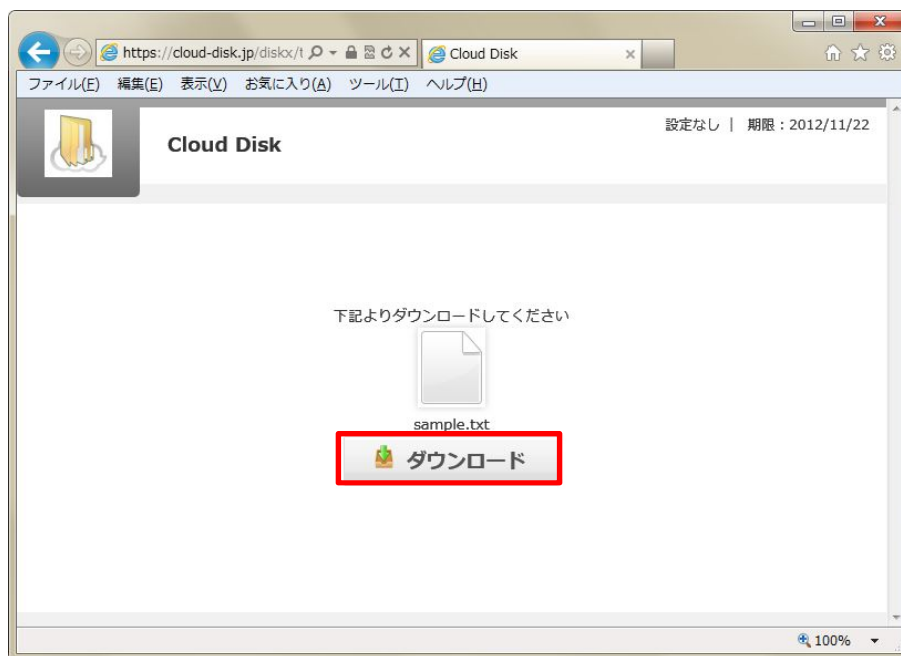 https://cloud-disk.jp/diskx/t
Cloud Disk
ファイル(F) 編集(E) 表示(V) お気に入り(A) ツール(T) ヘルプ(H)
Cloud Disk
設定なし | 期限：2012/11/22
下記よりダウンロードしてください
sample.txt
ダウンロード
100%